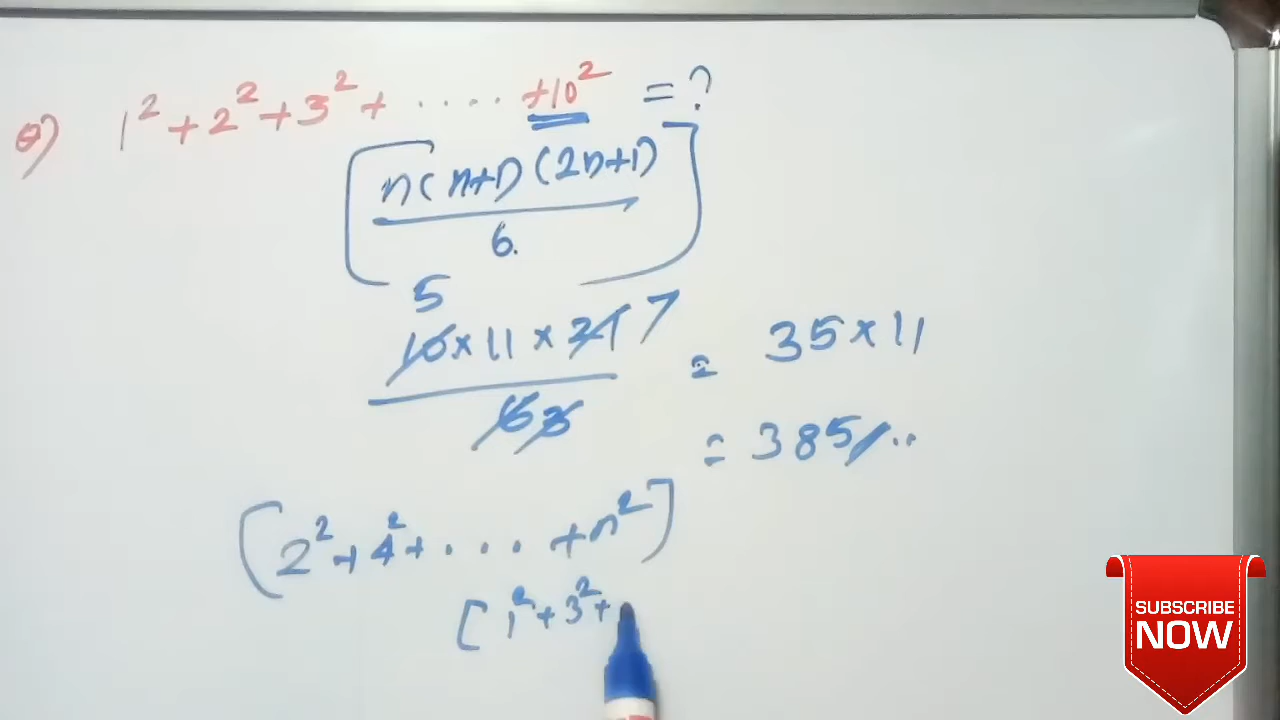 Q) 1² + 2² + 3² + ..... +10² = ?
[n(n+1)(2n+1)
6.]
5
10 × 11 × 21 7
6 3
= 35 × 11
= 385//..
[2² + 4² + .... + n²]
[1² + 3² +
SUBSCRIBE
NOW